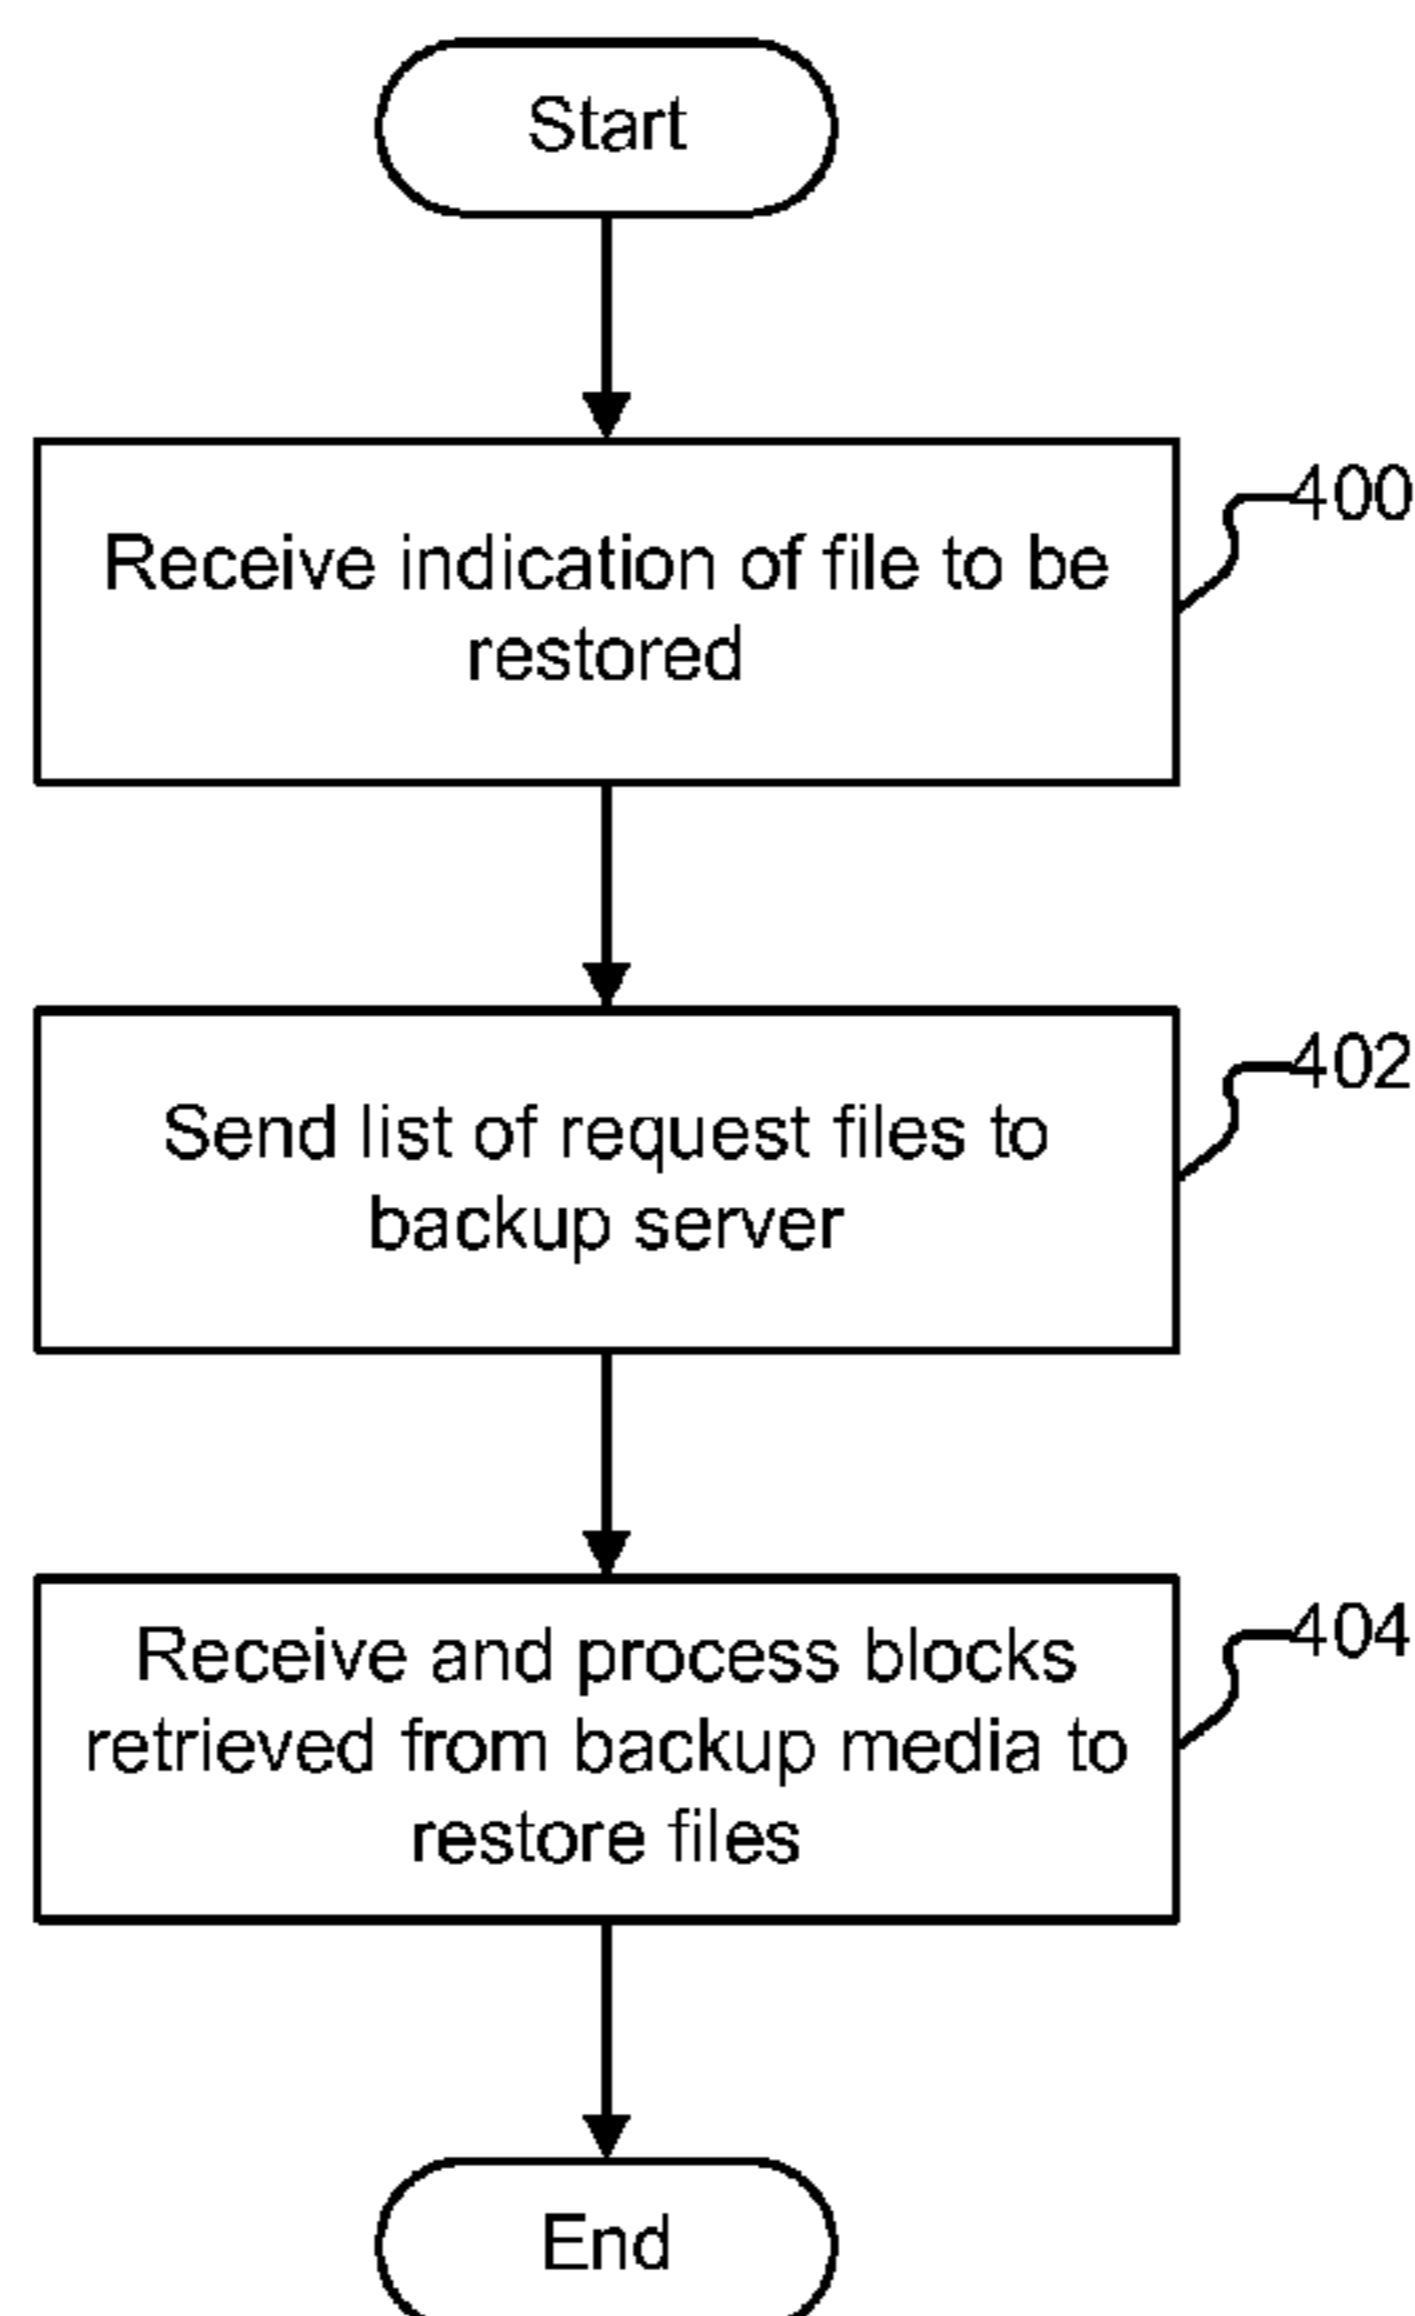 Start
Receive indication of file to be
restored
400
Send list of request files to
backup server
402
Receive and process blocks
retrieved from backup media to
restore files
404
End